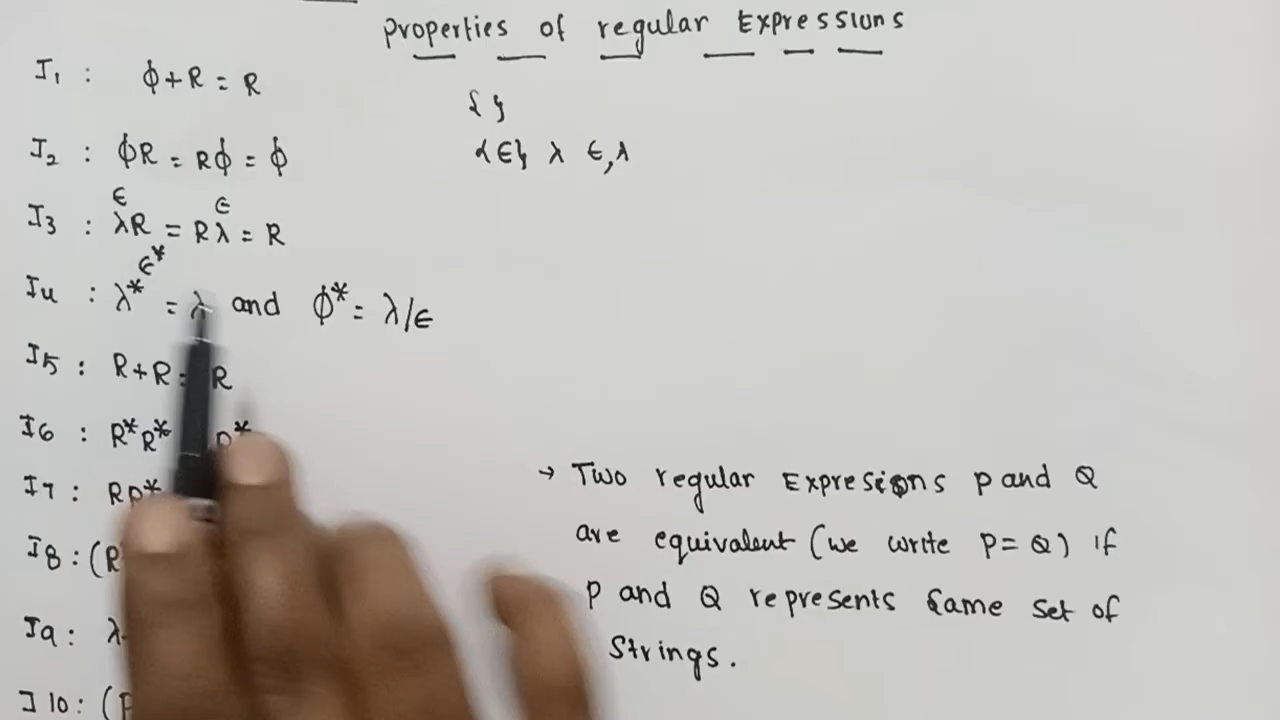 Properties of regular Expressions
I1 : ϕ+R = R
{ }
I2 : ϕR = Rϕ = ϕ
{ϵ} λ ϵ,λ
ϵ ϵ
I3 : λR = Rλ = R
ϵ*
I4 : λ* = λ and ϕ* = λ/ϵ
I5 : R+R = R
I6 : R*R* R*
I7 : RR*
I8 : (R
I9 : λ
I10 : (P
→ Two regular Expresions p and Q
are equivalent (we write p= Q) if
p and Q represents same set of
strings.